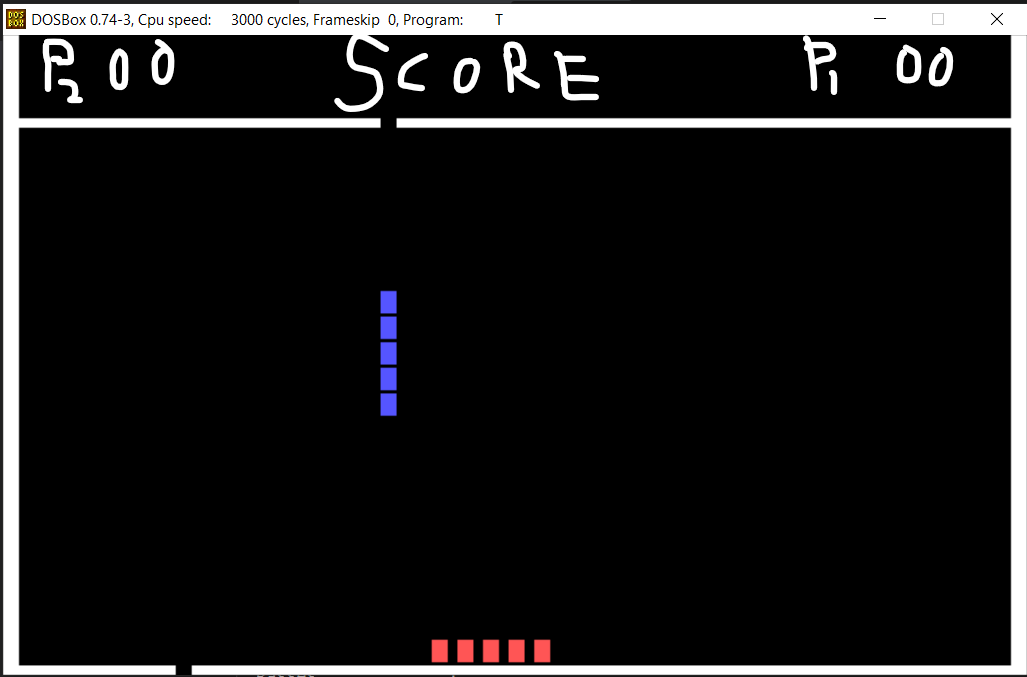 DOSBox 0.74-3, Cpu speed: 3000 cycles, Frameskip 0, Program: T
P2 00 SCORE P1 00